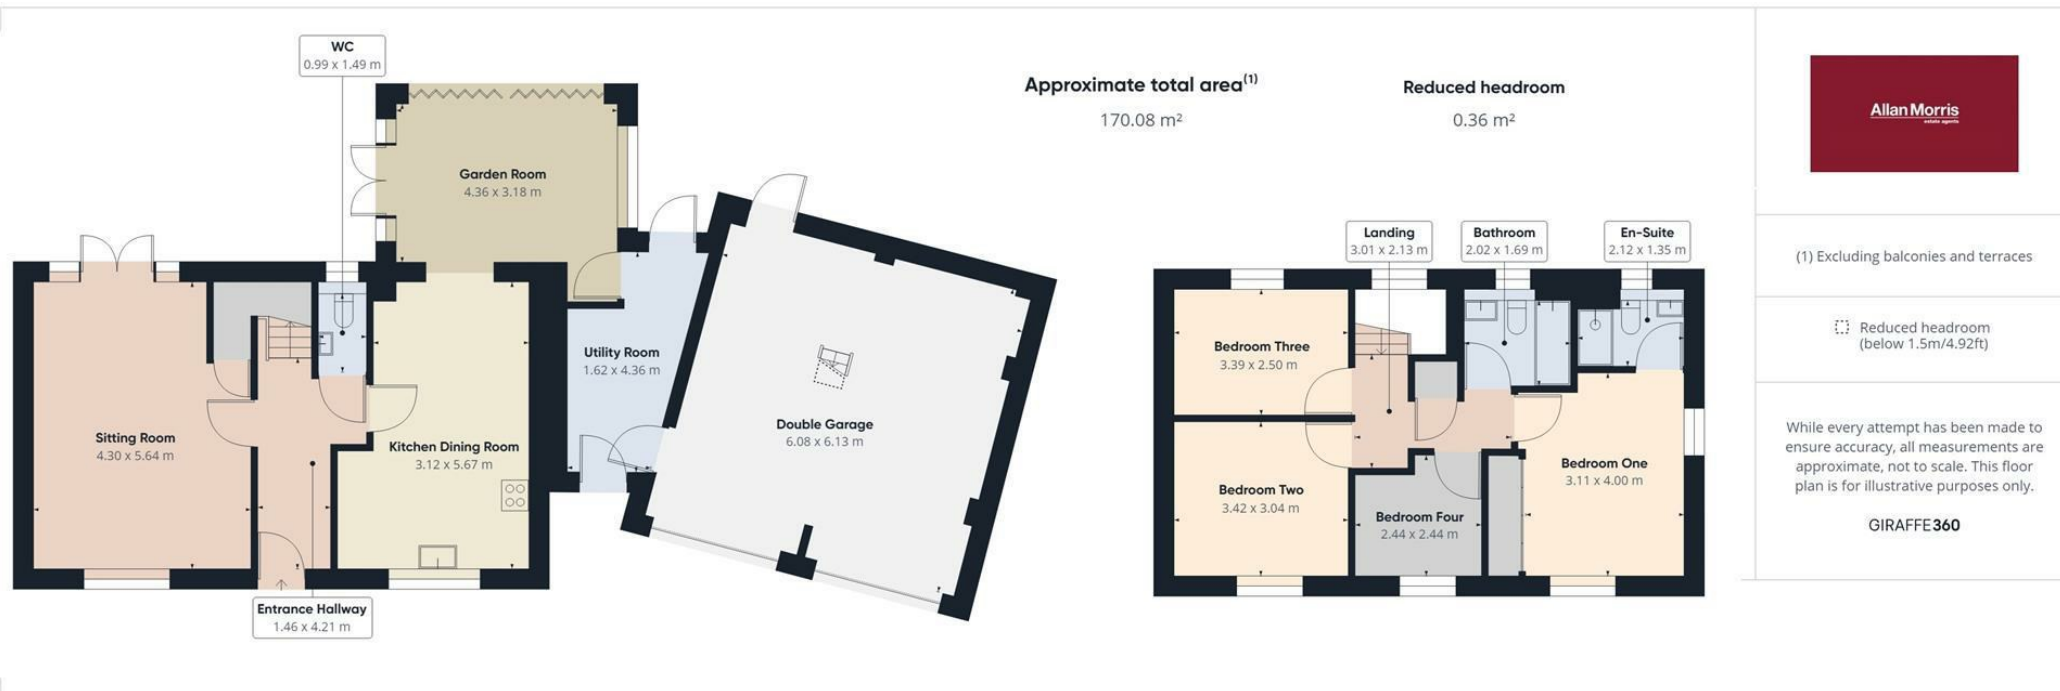 WC
0.99 x 1.49 m
Garden Room
4.36 x 3.18 m
Utility Room
1.62 x 4.36 m
Double Garage
6.08 x 6.13 m
Sitting Room
4.30 x 5.64 m
Kitchen Dining Room
3.12 x 5.67 m
Entrance Hallway
1.46 x 4.21 m
Approximate total area(1)
170.08 m²
Reduced headroom
0.36 m²
Landing
3.01 x 2.13 m
Bathroom
2.02 x 1.69 m
En-Suite
2.12 x 1.35 m
Bedroom Three
3.39 x 2.50 m
Bedroom Two
3.42 x 3.04 m
Bedroom Four
2.44 x 2.44 m
Bedroom One
3.11 x 4.00 m
Allan Morris
estate agents
(1) Excluding balconies and terraces
Reduced headroom
(below 1.5m/4.92ft)
While every attempt has been made to
ensure accuracy, all measurements are
approximate, not to scale. This floor
plan is for illustrative purposes only.
GIRAFFE360